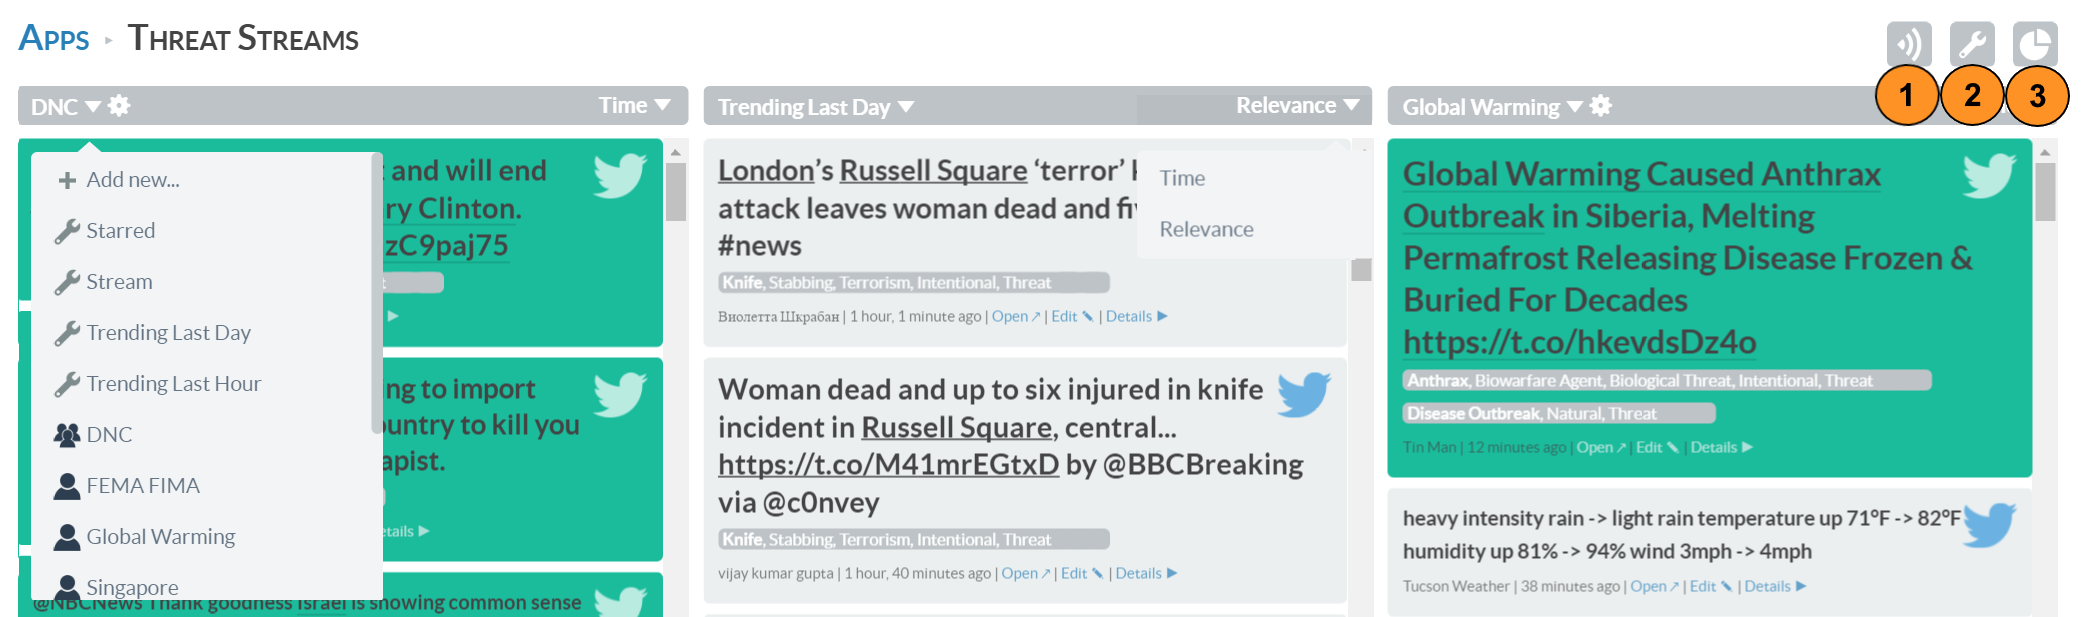 Apps ▸ Threat Streams
1 2 3
DNC Time
Add new...
Starred
Stream
Trending Last Day
Trending Last Hour
DNC
FEMA FIMA
Global Warming
Singapore
and will end
ry Clinton.
zC9paj75
ng to import
ountry to kill you
apist.
etails ▶
@NBCNews Thank goodness Israel is showing common sense
Trending Last Day Relevance
Time
Relevance
London's Russell Square 'terror'
attack leaves woman dead and
#news
Knife, Stabbing, Terrorism, Intentional, Threat
Виолетта Шкрабан | 1 hour, 1 minute ago | Open ↗ | Edit ✎ | Details ▶
Woman dead and up to six injured in knife
incident in Russell Square, central...
https://t.co/M41mrEGtxD by @BBCBreaking
via @c0nvey
Knife, Stabbing, Terrorism, Intentional, Threat
vijay kumar gupta | 1 hour, 40 minutes ago | Open ↗ | Edit ✎ | Details ▶
Global Warming
Global Warming Caused Anthrax
Outbreak in Siberia, Melting
Permafrost Releasing Disease Frozen &
Buried For Decades
https://t.co/hkevdsDz4o
Anthrax, Biowarfare Agent, Biological Threat, Intentional, Threat
Disease Outbreak, Natural, Threat
Tin Man | 12 minutes ago | Open ↗ | Edit ✎ | Details ▶
heavy intensity rain -> light rain temperature up 71°F -> 82°F
humidity up 81% -> 94% wind 3mph -> 4mph
Tucson Weather | 38 minutes ago | Open ↗ | Edit ✎ | Details ▶